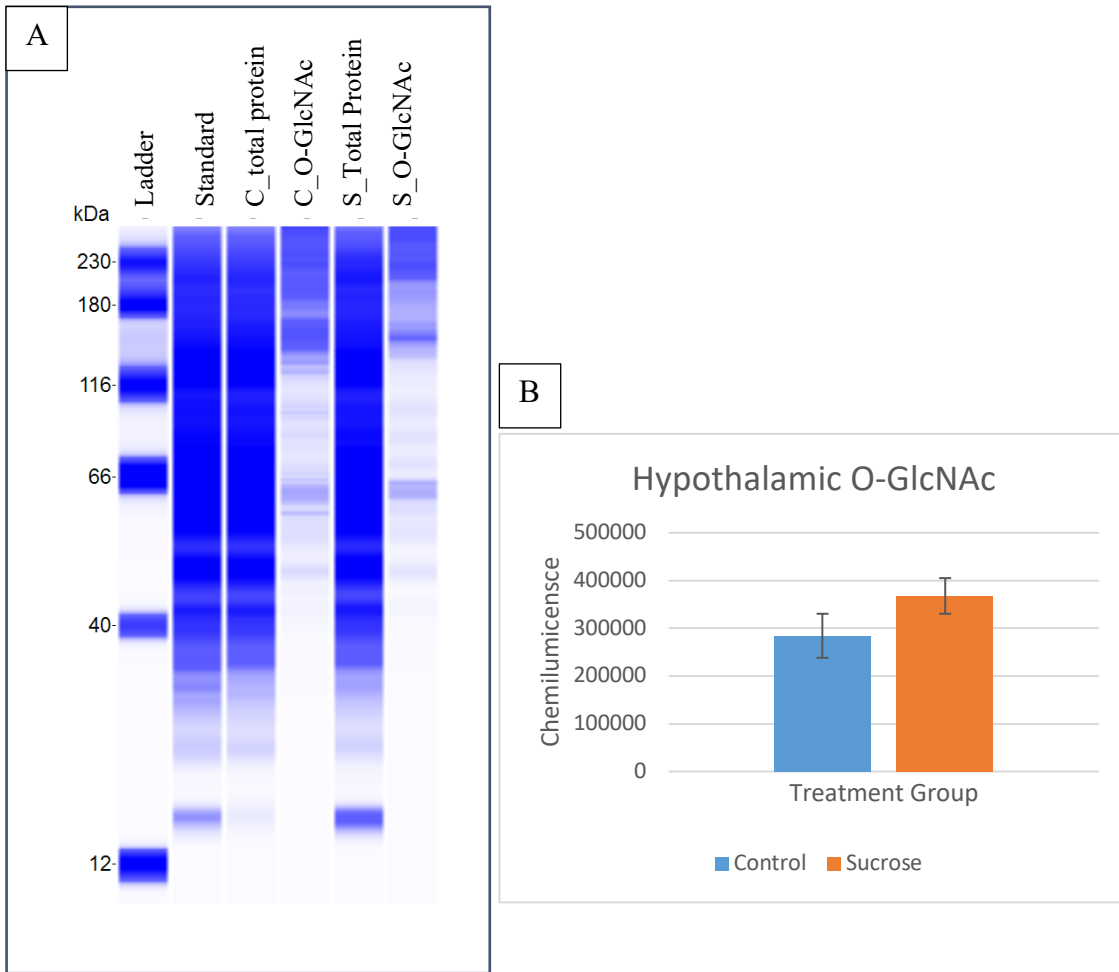 A
Ladder
Standard
C_total protein
C_O-GlcNAc
S_Total Protein
S_O-GlcNAc
kDa
230-
180-
116-
66-
40-
12-
B
Hypothalamic O-GlcNAc
Chemilumicensce
500000
400000
300000
200000
100000
0
Treatment Group
Control Sucrose